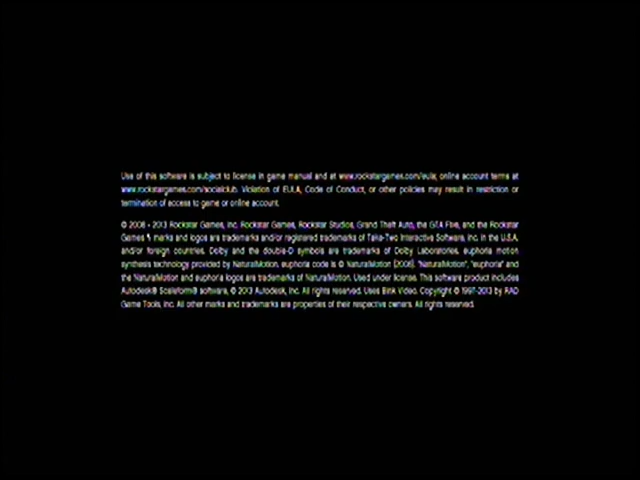 Use of this software is subject to license in game manual and at www.rockstargames.com/eula; online account terms at
www.rockstargames.com/socialclub. Violation of EULA, Code of Conduct, or other policies may result in restriction or
termination of access to game or online account.
© 2008 - 2013 Rockstar Games, Inc. Rockstar Games, Rockstar Studios, Grand Theft Auto, the GTA Five, and the Rockstar
Games marks and logos are trademarks and/or registered trademarks of Take-Two Interactive Software, Inc. in the U.S.A.
and/or foreign countries. Dolby and the double-D symbols are trademarks of Dolby Laboratories. euphoria motion
synthesis technology provided by NaturalMotion. euphoria code is © NaturalMotion [2008]. "NaturalMotion", "euphoria" and
the NaturalMotion and euphoria logos are trademarks of NaturalMotion. Used under license. This software product includes
Autodesk® Scaleform® software, © 2013 Autodesk, Inc. All rights reserved. Uses Bink Video. Copyright © 1997-2013 by RAD
Game Tools, Inc. All other marks and trademarks are properties of their respective owners. All rights reserved.